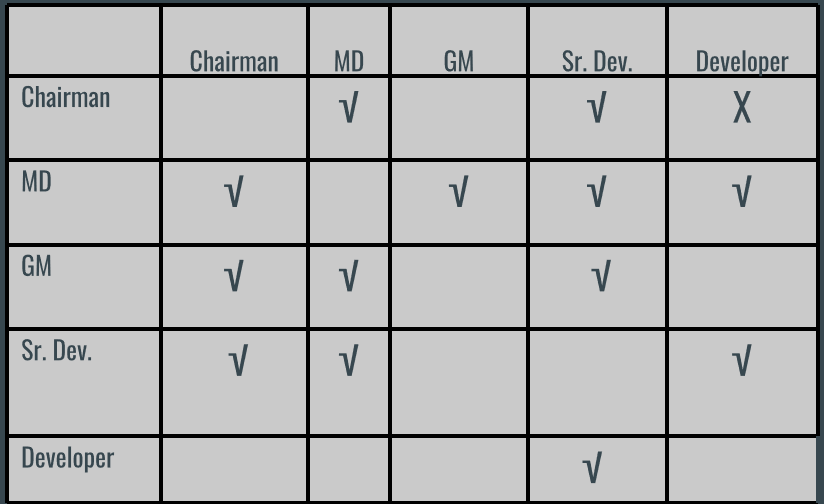 Chairman MD GM Sr. Dev. Developer
Chairman √ √ X
MD √ √ √ √
GM √ √ √
Sr. Dev. √ √ √
Developer √